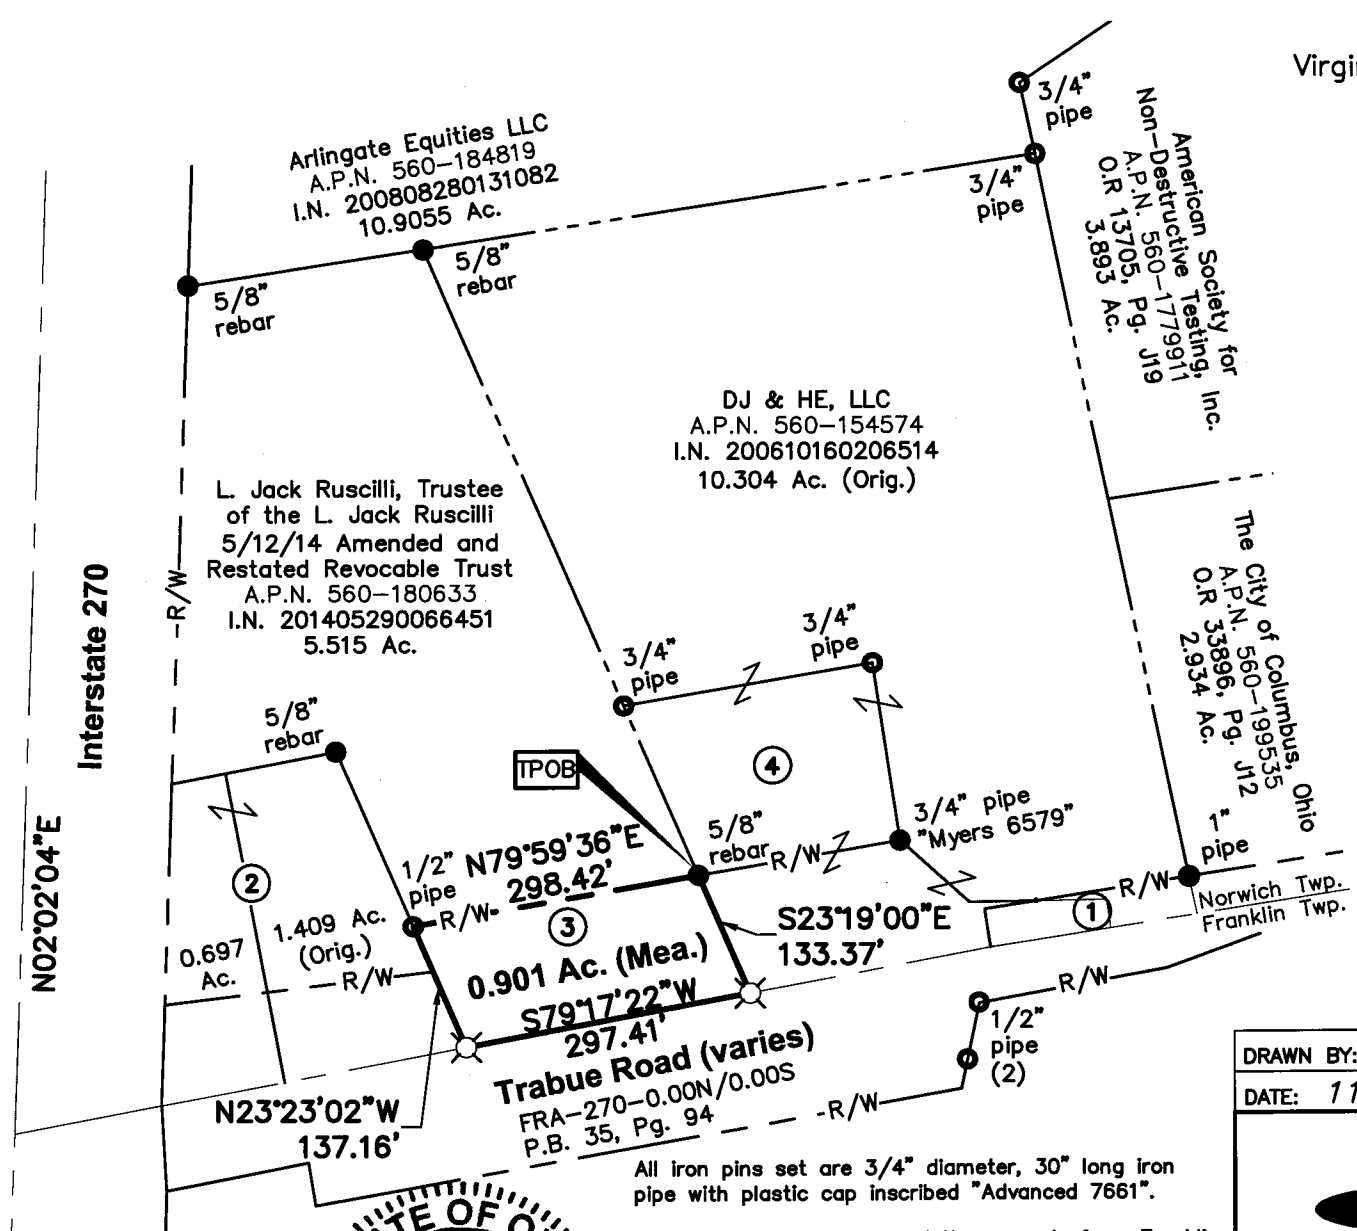 Virgi
3/4"
pipe
Arlingate Equities LLC
A.P.N. 560-184819
I.N. 200808280131082
10.9055 Ac.
3/4"
pipe
American Society for
Non-Destructive Testing, Inc.
A.P.N. 560-1779911
O.R 13705, Pg. J19
3.893 Ac.
5/8"
rebar
5/8"
rebar
DJ & HE, LLC
A.P.N. 560-154574
I.N. 200610160206514
10.304 Ac. (Orig.)
L. Jack Ruscilli, Trustee
of the L. Jack Ruscilli
5/12/14 Amended and
Restated Revocable Trust
A.P.N. 560-180633
I.N. 201405290066451
5.515 Ac.
R/W
Interstate 270
N02°02'04"E
The City of Columbus, Ohio
A.P.N. 560-199535
O.R 33896, Pg. J12
2.934 Ac.
3/4"
pipe
3/4"
pipe
5/8"
rebar
TPOB
4
5/8"
rebar
R/W
3/4" pipe
"Myers 6579"
1"
pipe
R/W
Norwich Twp.
Franklin Twp.
1
2
1/2"
pipe
N79°59'36"E
298.42'
R/W
3
0.697
Ac.
1.409 Ac.
(Orig.)
R/W
S23°19'00"E
133.37'
0.901 Ac. (Mea.)
S79°17'22"W
297.41'
R/W
1/2"
pipe
(2)
Trabue Road (varies)
FRA-270-0.00N/0.00S
P.B. 35, Pg. 94
R/W
N23°23'02"W
137.16'
DRAWN BY:
DATE: 11
All iron pins set are 3/4" diameter, 30" long iron
pipe with plastic cap inscribed "Advanced 7661".
TE OF O